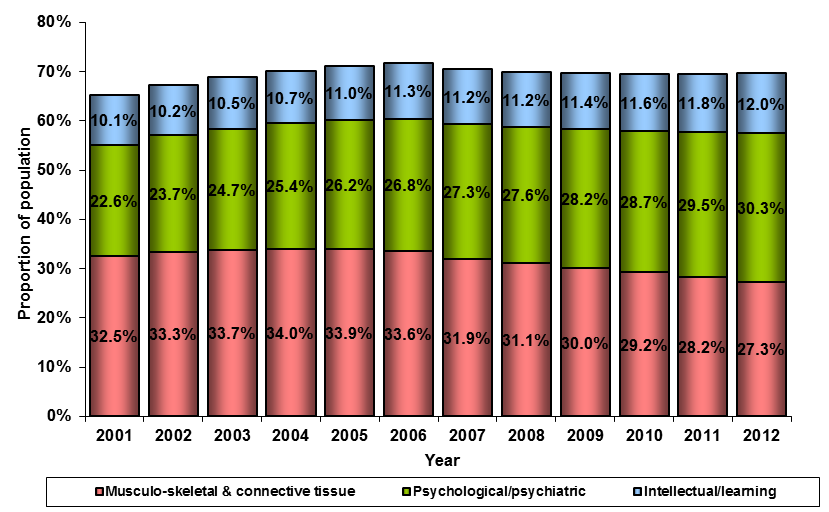 80%
70%
60%
50%
40%
30%
20%
10%
0%
Proportion of population
10.1% 10.2% 10.5% 10.7% 11.0% 11.3% 11.2% 11.2% 11.4% 11.6% 11.8% 12.0%
22.6% 23.7% 24.7% 25.4% 26.2% 26.8% 27.3% 27.6% 28.2% 28.7% 29.5% 30.3%
32.5% 33.3% 33.7% 34.0% 33.9% 33.6% 31.9% 31.1% 30.0% 29.2% 28.2% 27.3%
2001 2002 2003 2004 2005 2006 2007 2008 2009 2010 2011 2012
Year
Musculo-skeletal & connective tissue Psychological/psychiatric Intellectual/learning